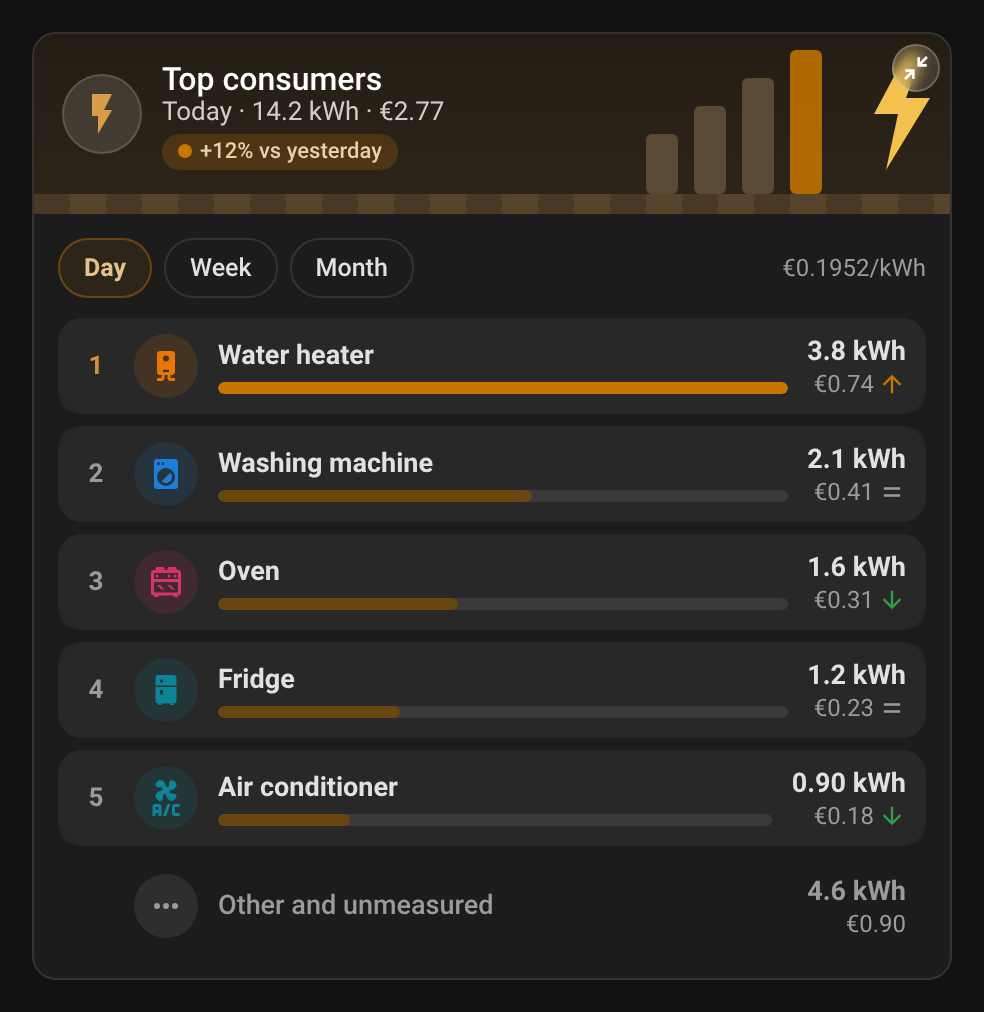 Top consumers
Today · 14.2 kWh · €2.77
+12% vs yesterday
Day
Week
Month
€0.1952/kWh
1
Water heater
3.8 kWh
€0.74 ↑
2
Washing machine
2.1 kWh
€0.41 =
3
Oven
1.6 kWh
€0.31 ↓
4
Fridge
1.2 kWh
€0.23 =
5
A/C
Air conditioner
0.90 kWh
€0.18 ↓
Other and unmeasured
4.6 kWh
€0.90